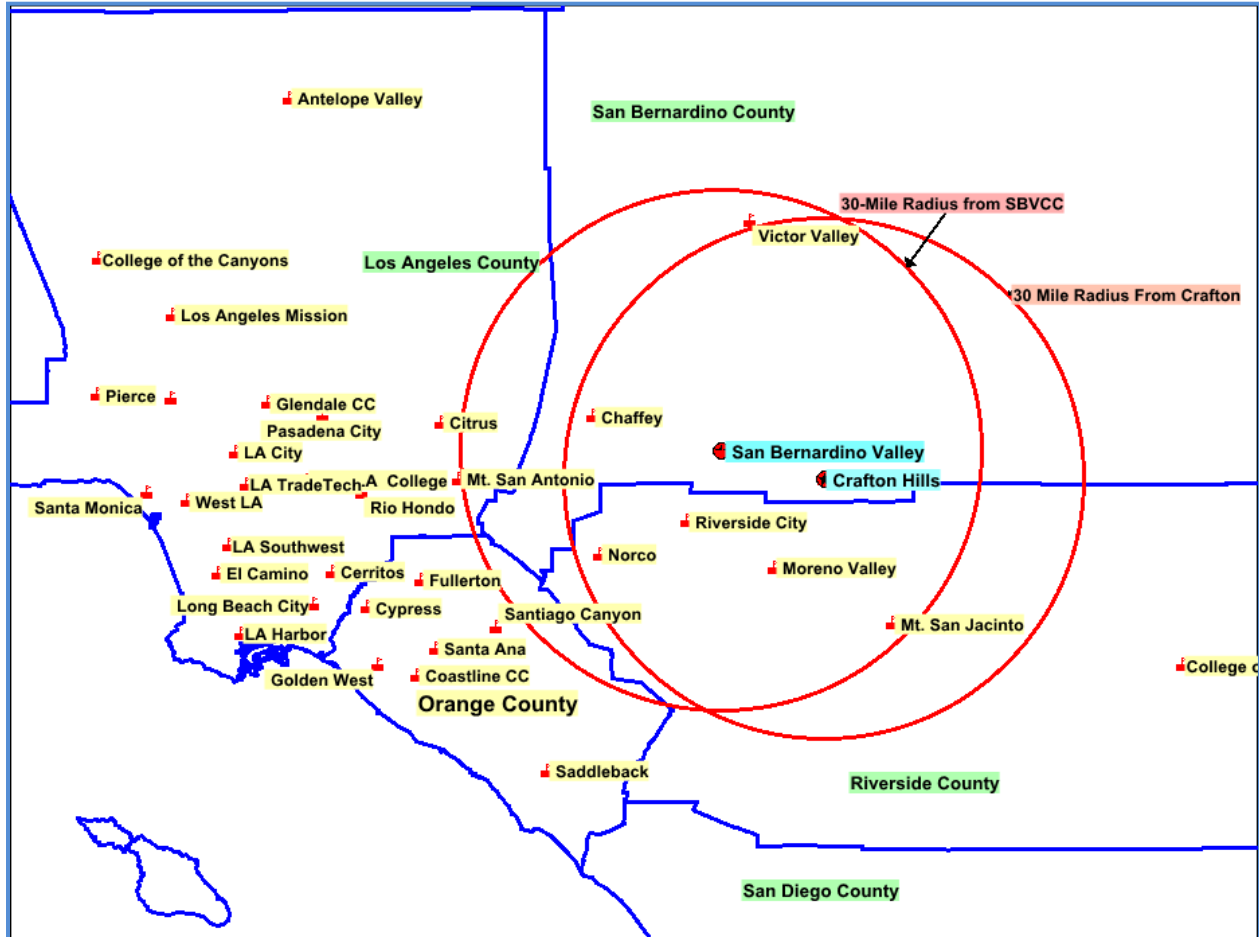 Antelope Valley
San Bernardino County
30-Mile Radius from SBVCC
Victor Valley
College of the Canyons
Los Angeles County
30 Mile Radius From Crafton
Los Angeles Mission
Pierce
Glendale CC
Pasadena City
Citrus
Chaffey
LA City
San Bernardino Valley
LA TradeTech
A College
Mt. San Antonio
Crafton Hills
Santa Monica
West LA
Rio Hondo
Riverside City
LA Southwest
Norco
El Camino
Cerritos
Fullerton
Moreno Valley
Long Beach City
Cypress
Santiago Canyon
Mt. San Jacinto
LA Harbor
Santa Ana
Golden West
Coastline CC
College
Orange County
Saddleback
Riverside County
San Diego County